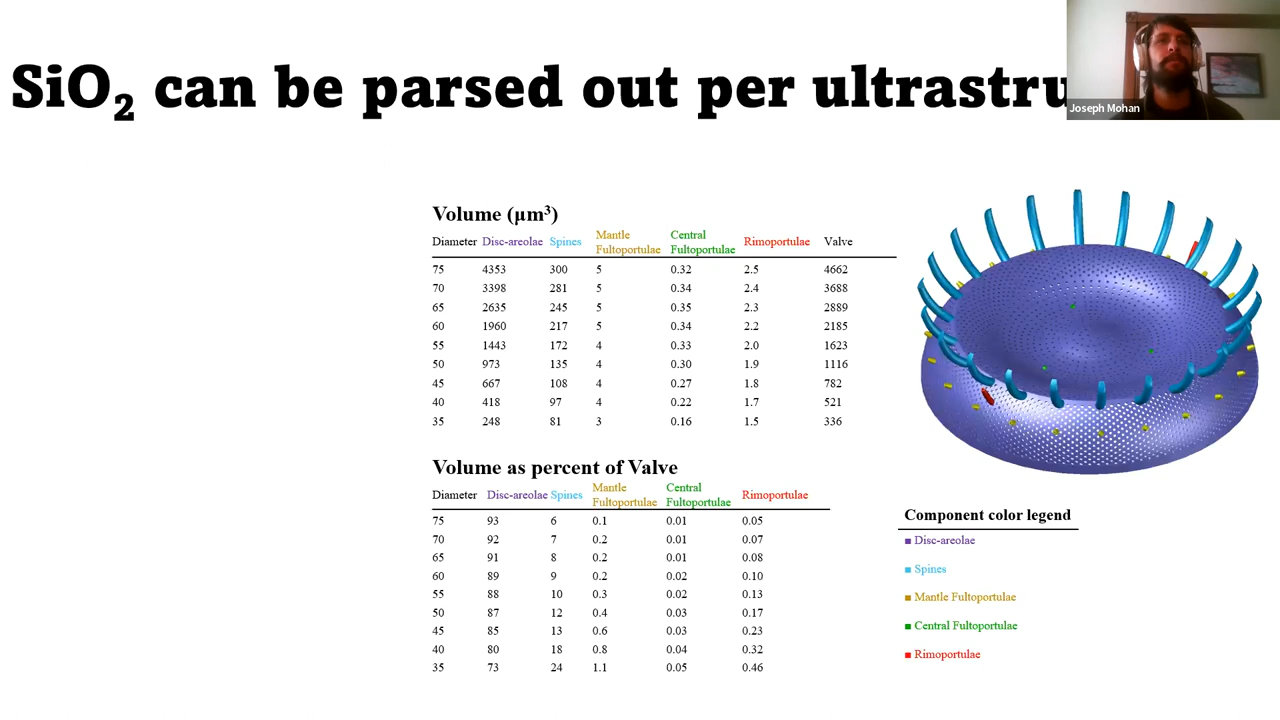 SiO₂ can be parsed out per ultrastru
Joseph Mohan
Volume (μm³)
Diameter Disc-areolae Spines Mantle Fultoportulae Central Fultoportulae Rimoportulae Valve
75 4353 300 5 0.32 2.5 4662
70 3398 281 5 0.34 2.4 3688
65 2635 245 5 0.35 2.3 2889
60 1960 217 5 0.34 2.2 2185
55 1443 172 4 0.33 2.0 1623
50 973 135 4 0.30 1.9 1116
45 667 108 4 0.27 1.8 782
40 418 97 4 0.22 1.7 521
35 248 81 3 0.16 1.5 336
Volume as percent of Valve
Diameter Disc-areolae Spines Mantle Fultoportulae Central Fultoportulae Rimoportulae
75 93 6 0.1 0.01 0.05
70 92 7 0.2 0.01 0.07
65 91 8 0.2 0.01 0.08
60 89 9 0.2 0.02 0.10
55 88 10 0.3 0.02 0.13
50 87 12 0.4 0.03 0.17
45 85 13 0.6 0.03 0.23
40 80 18 0.8 0.04 0.32
35 73 24 1.1 0.05 0.46
Component color legend
Disc-areolae
Spines
Mantle Fultoportulae
Central Fultoportulae
Rimoportulae